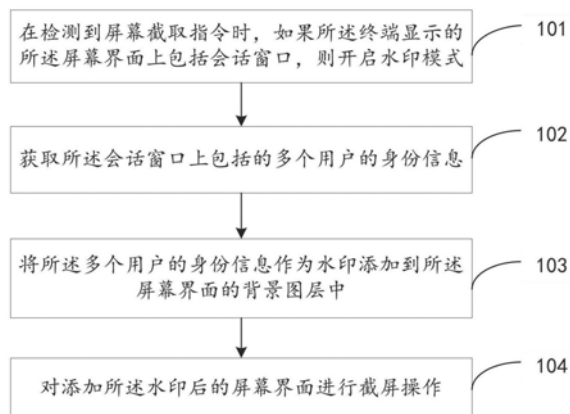 在检测到屏幕截取指令时，如果所述终端显示的
所述屏幕界面上包括会话窗口，则开启水印模式
101
获取所述会话窗口上包括的多个用户的身份信息
102
将所述多个用户的身份信息作为水印添加到所述
屏幕界面的背景图层中
103
对添加所述水印后的屏幕界面进行截屏操作
104